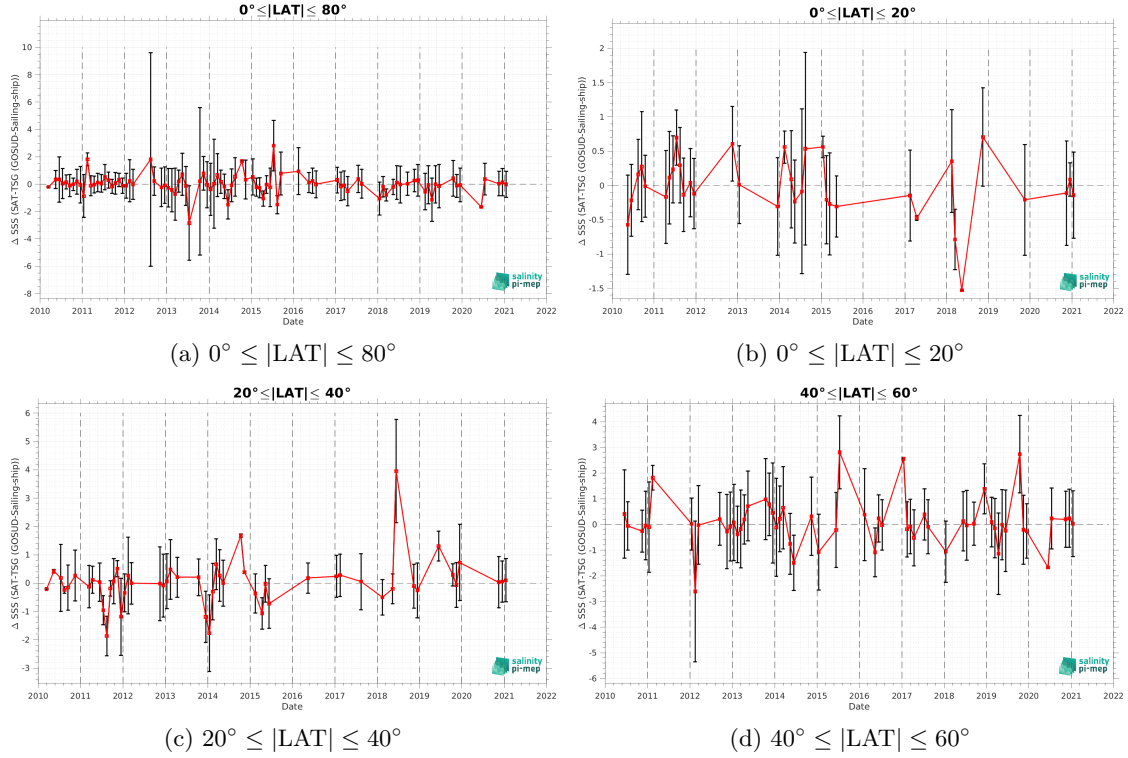 0°≤|LAT|≤ 80°
Δ SSS (SAT-TSG (GOSUD-Sailing-ship))
10
8
6
4
2
0
-2
-4
-6
-8
2010 2011 2012 2013 2014 2015 2016 2017 2018 2019 2020 2021 2022
Date
salinity
pi-mep
(a) 0° ≤ |LAT| ≤ 80°
0°≤|LAT|≤ 20°
Δ SSS (SAT-TSG (GOSUD-Sailing-ship))
2
1.5
1
0.5
0
-0.5
-1
-1.5
2010 2011 2012 2013 2014 2015 2016 2017 2018 2019 2020 2021 2022
Date
salinity
pi-mep
(b) 0° ≤ |LAT| ≤ 20°
20°≤|LAT|≤ 40°
Δ SSS (SAT-TSG (GOSUD-Sailing-ship))
6
5
4
3
2
1
0
-1
-2
-3
2010 2011 2012 2013 2014 2015 2016 2017 2018 2019 2020 2021 2022
Date
salinity
pi-mep
(c) 20° ≤ |LAT| ≤ 40°
40°≤|LAT|≤ 60°
Δ SSS (SAT-TSG (GOSUD-Sailing-ship))
4
3
2
1
0
-1
-2
-3
-4
-5
-6
2010 2011 2012 2013 2014 2015 2016 2017 2018 2019 2020 2021 2022
Date
salinity
pi-mep
(d) 40° ≤ |LAT| ≤ 60°